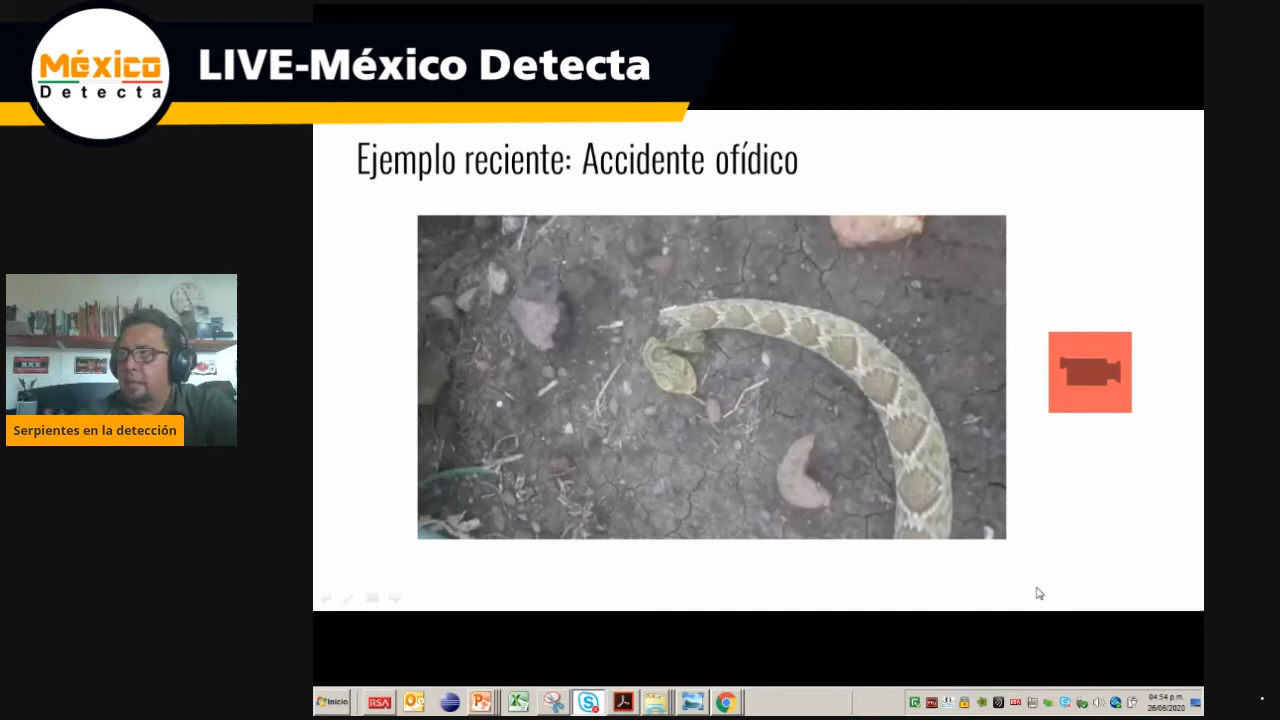 México
Detecta
LIVE-México Detecta
Ejemplo reciente: Accidente ofídico
Serpientes en la detección
Inicio
RSA
04:54 p.m.
26/06/2020